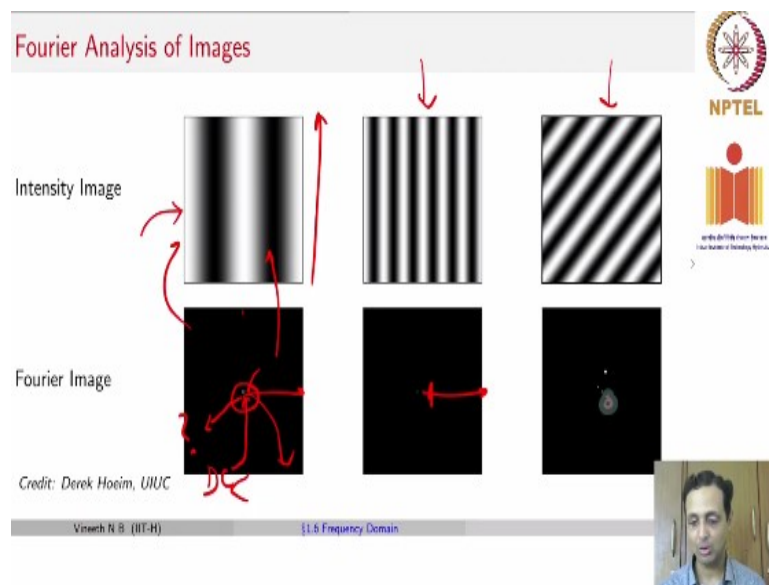 Fourier Analysis of Images
NPTEL
Intensity Image
Fourier Image
?
DC
Credit: Derek Hoeim, UIUC
Vineeth N B (IIT-H)
§1.6 Frequency Domain